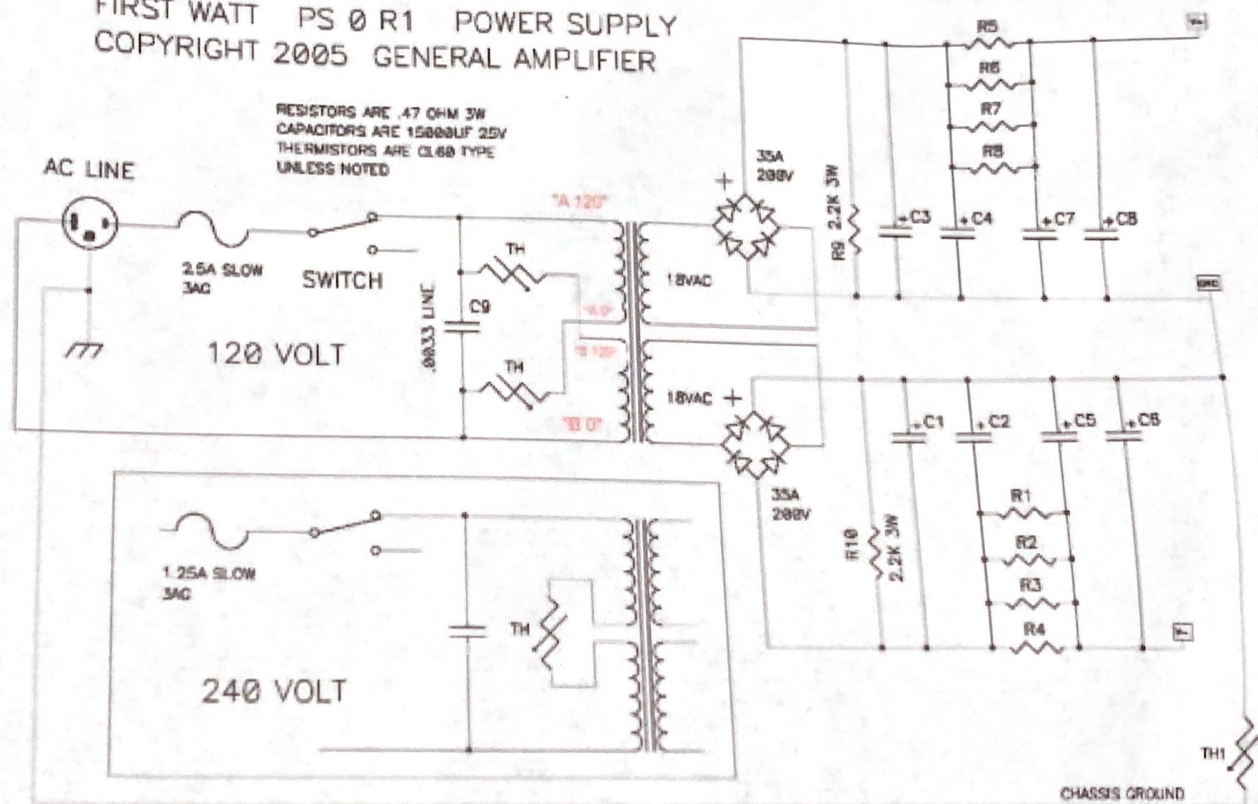 FIRST WATT PS 0 R1 POWER SUPPLY
COPYRIGHT 2005 GENERAL AMPLIFIER
RESISTORS ARE .47 OHM 3W
CAPACITORS ARE 15000UF 25V
THERMISTORS ARE CL60 TYPE
UNLESS NOTED
AC LINE
2.5A SLOW
3AG
SWITCH
120 VOLT
.0033 LINE
C9
TH
TH
"A 120"
"A 0"
"B 120"
"B 0"
18VAC
18VAC
+
35A
200V
+
35A
200V
R9 2.2K 3W
+C3
+C4
R5
R6
R7
R8
+C7
+C8
V+
GND
R10
2.2K 3W
+C1
+C2
+C5
+C6
R1
R2
R3
R4
TH1
CHASSIS GROUND
1.25A SLOW
3AG
TH
240 VOLT